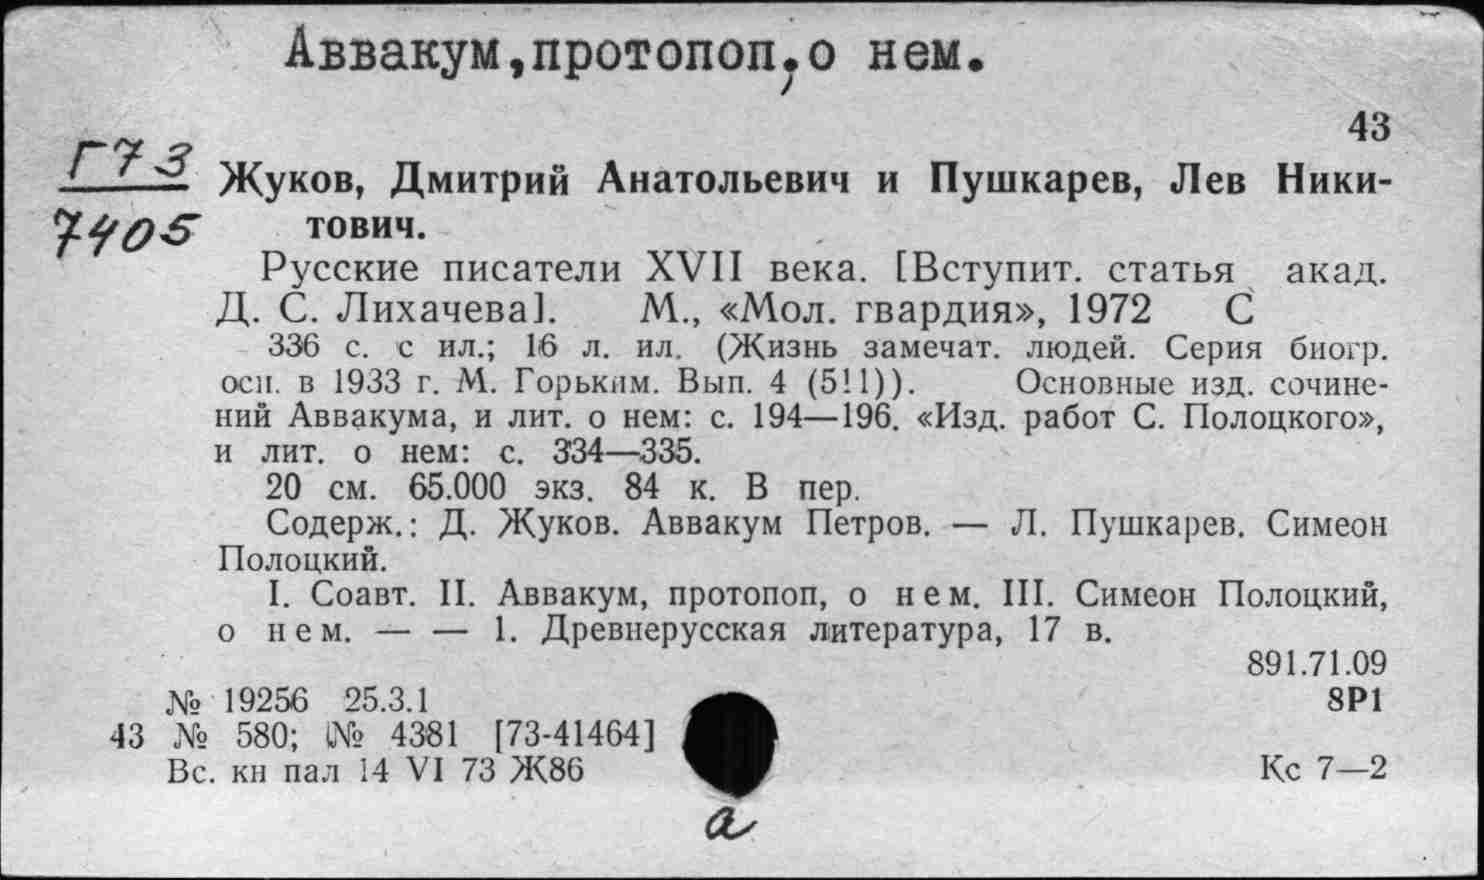 Аввакум,протопоп,о нем.
43
Г73
7405
Жуков, Дмитрий Анатольевич и Пушкарев, Лев Ники-
тович.
Русские писатели XVII века. [Вступит. статья акад.
Д. С. Лихачева]. М., «Мол. гвардия», 1972 С
336 с. с ил.; 16 л. ил. (Жизнь замечат. людей. Серия биогр.
осн. в 1933 г. М. Горьким. Вып. 4 (511)). Основные изд. сочине-
ний Аввакума, и лит. о нем: с. 194—196. «Изд. работ С. Полоцкого»,
и лит. о нем: с. 334—335.
20 см. 65.000 экз. 84 к. В пер.
Содерж.: Д. Жуков. Аввакум Петров. — Л. Пушкарев. Симеон
Полоцкий.
I. Соавт. II. Аввакум, протопоп, о нем. III. Симеон Полоцкий,
о нем. — — 1. Древнерусская литература, 17 в.
891.71.09
№ 19256 25.3.1 8Р1
43 № 580; № 4381 [73-41464]
Вс. кн пал 14 VI 73 Ж86 Кс 7—2
а